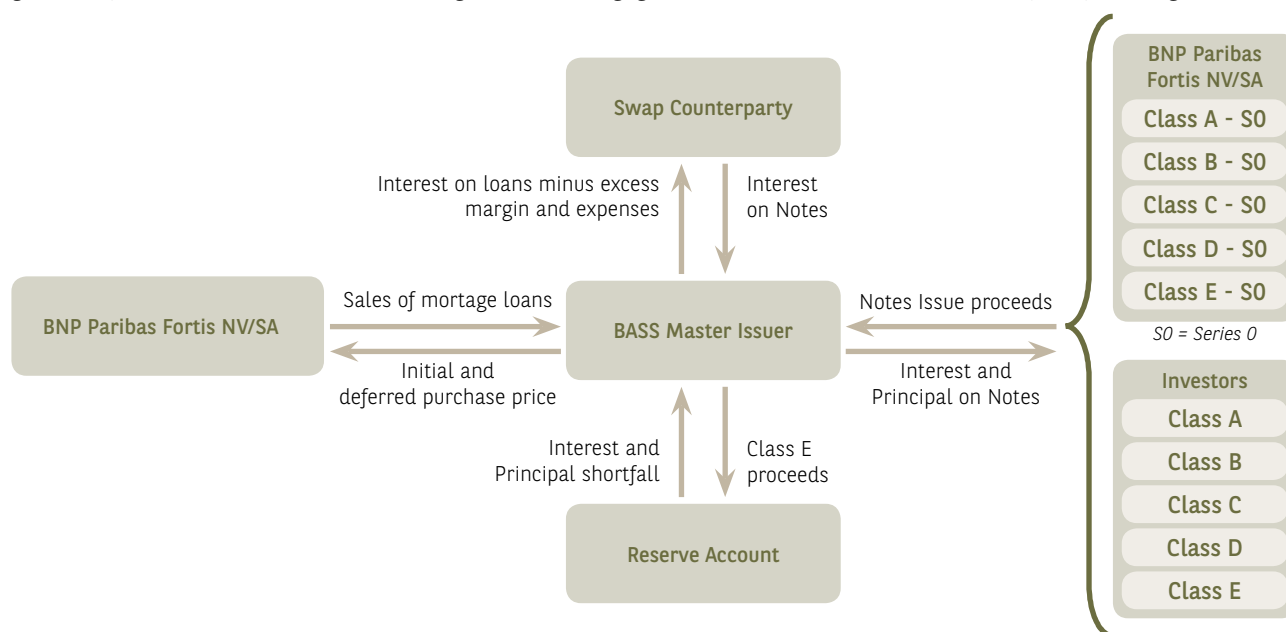 Swap Counterparty
Interest on loans minus excess
margin and expenses
Interest
on Notes
BNP Paribas Fortis NV/SA
Sales of mortage loans
Initial and
deferred purchase price
BASS Master Issuer
Notes Issue proceeds
Interest and
Principal on Notes
Interest and
Principal shortfall
Class E
proceeds
Reserve Account
BNP Paribas
Fortis NV/SA
Class A - S0
Class B - S0
Class C - S0
Class D - S0
Class E - S0
S0 = Series 0
Investors
Class A
Class B
Class C
Class D
Class E